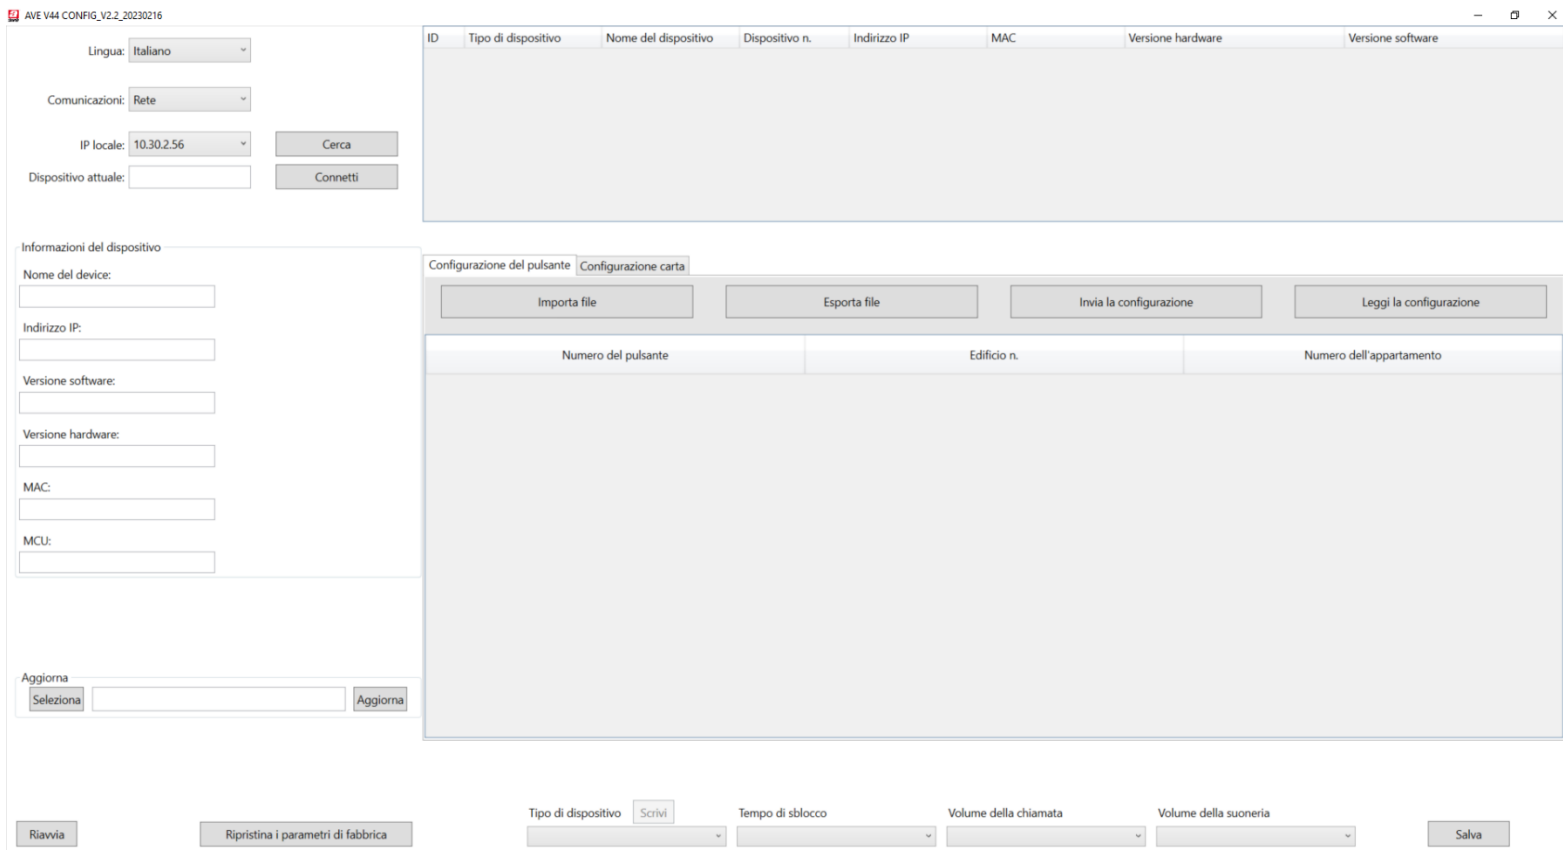 AVE V44 CONFIG_V2.2_20230216
Lingua: Italiano
Comunicazioni: Rete
IP locale: 10.30.2.56 Cerca
Dispositivo attuale: Connetti
ID Tipo di dispositivo Nome del dispositivo Dispositivo n. Indirizzo IP MAC Versione hardware Versione software
Informazioni del dispositivo
Nome del device:
Indirizzo IP:
Versione software:
Versione hardware:
MAC:
MCU:
Configurazione del pulsante Configurazione carta
Importa file Esporta file Invia la configurazione Leggi la configurazione
Numero del pulsante Edificio n. Numero dell'appartamento
Aggiorna
Seleziona Aggiorna
Riavvia Ripristina i parametri di fabbrica
Tipo di dispositivo Scrivi Tempo di sblocco Volume della chiamata Volume della suoneria
Salva